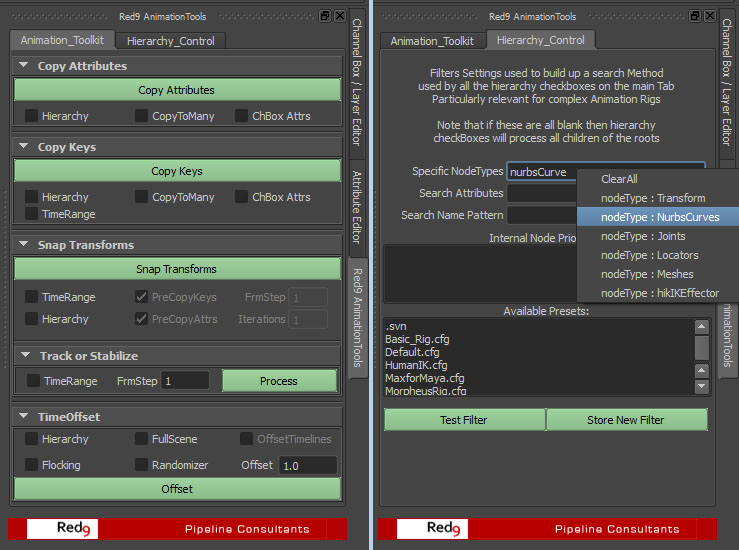 Red9 AnimationTools
Animation_Toolkit Hierarchy_Control
Copy Attributes
Copy Attributes
Hierarchy CopyToMany ChBox Attrs
Copy Keys
Copy Keys
Hierarchy CopyToMany ChBox Attrs
TimeRange
Snap Transforms
Snap Transforms
TimeRange PreCopyKeys FrmStep 1
Hierarchy PreCopyAttrs Iterations 1
Track or Stabilize
TimeRange FrmStep 1 Process
TimeOffset
Hierarchy FullScene OffsetTimelines
Flocking Randomizer Offset 1.0
Offset
Red9 Pipeline Consultants
Channel Box / Layer Editor
Attribute Editor
Red9 AnimationTools
Red9 AnimationTools
Animation_Toolkit Hierarchy_Control
Filters Settings used to build up a search Method
used by all the hierarchy checkboxes on the main Tab
Particularly relevant for complex Animation Rigs
Note that if these are all blank then hierarchy
checkBoxes will process all children of the roots
Specific NodeTypes nurbsCurve
Search Attributes
Search Name Pattern
Internal Node Prio
ClearAll
nodeType : Transform
nodeType : NurbsCurves
nodeType : Joints
nodeType : Locators
nodeType : Meshes
nodeType : hikIKEffector
Available Presets:
.svn
Basic_Rig.cfg
Default.cfg
HumanIK.cfg
MaxforMaya.cfg
MorpheusRig.cfg
Test Filter Store New Filter
Red9 Pipeline Consultants
Channel Box / Layer Editor
nimationTools